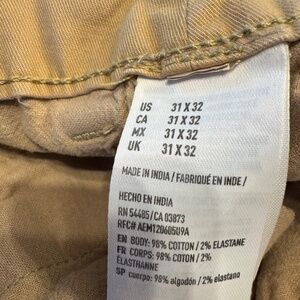 US 31 X 32
CA 31 X 32
MX 31 X 32
UK 31 X 32
MADE IN INDIA / FABRIQUÉ EN INDE /
HECHO EN INDIA
RN 54485 / CA 03873
RFC# AEM120685U9A
EN BODY: 98% COTTON / 2% ELASTANE
FR CORPS: 98% COTON / 2%
ÉLASTHANNE
SP cuerpo: 98% algodón / 2% elastano